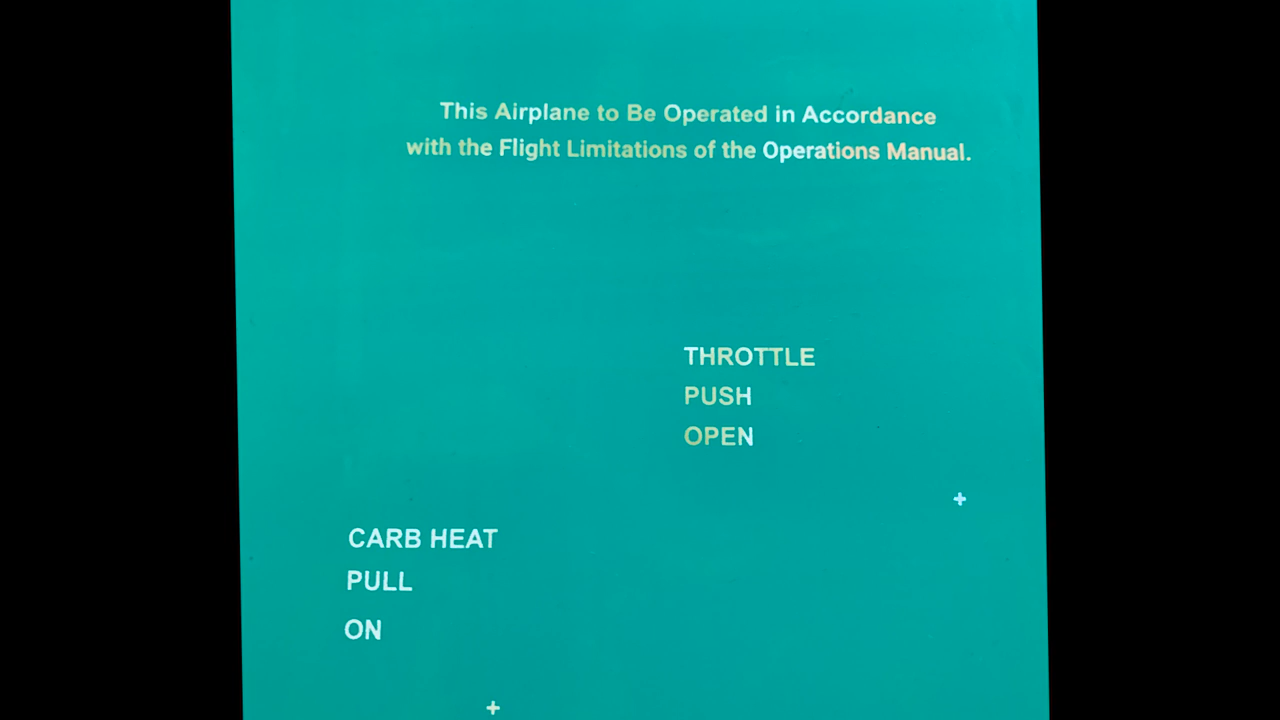 This Airplane to Be Operated in Accordance
with the Flight Limitations of the Operations Manual.
THROTTLE
PUSH
OPEN
+
CARB HEAT
PULL
ON
+